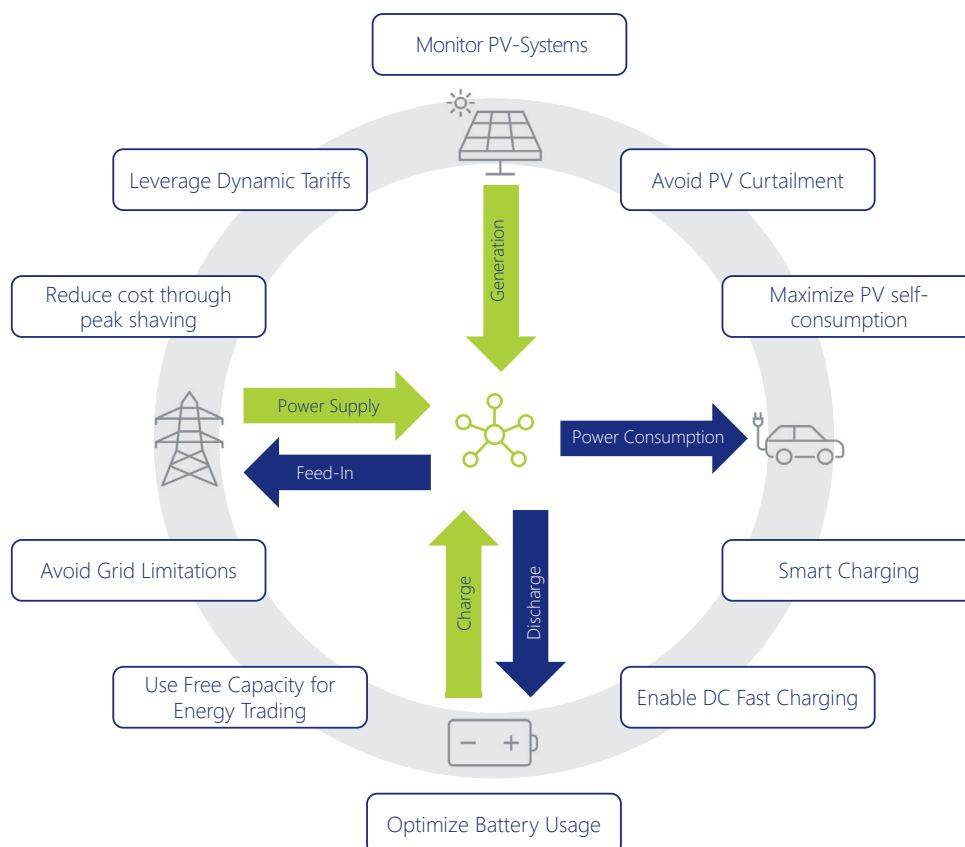 Monitor PV-Systems
Leverage Dynamic Tariffs
Avoid PV Curtailment
Generation
Reduce cost through
peak shaving
Maximize PV self-
consumption
Power Supply
Power Consumption
Feed-In
Avoid Grid Limitations
Charge
Discharge
Smart Charging
Use Free Capacity for
Energy Trading
Enable DC Fast Charging
Optimize Battery Usage